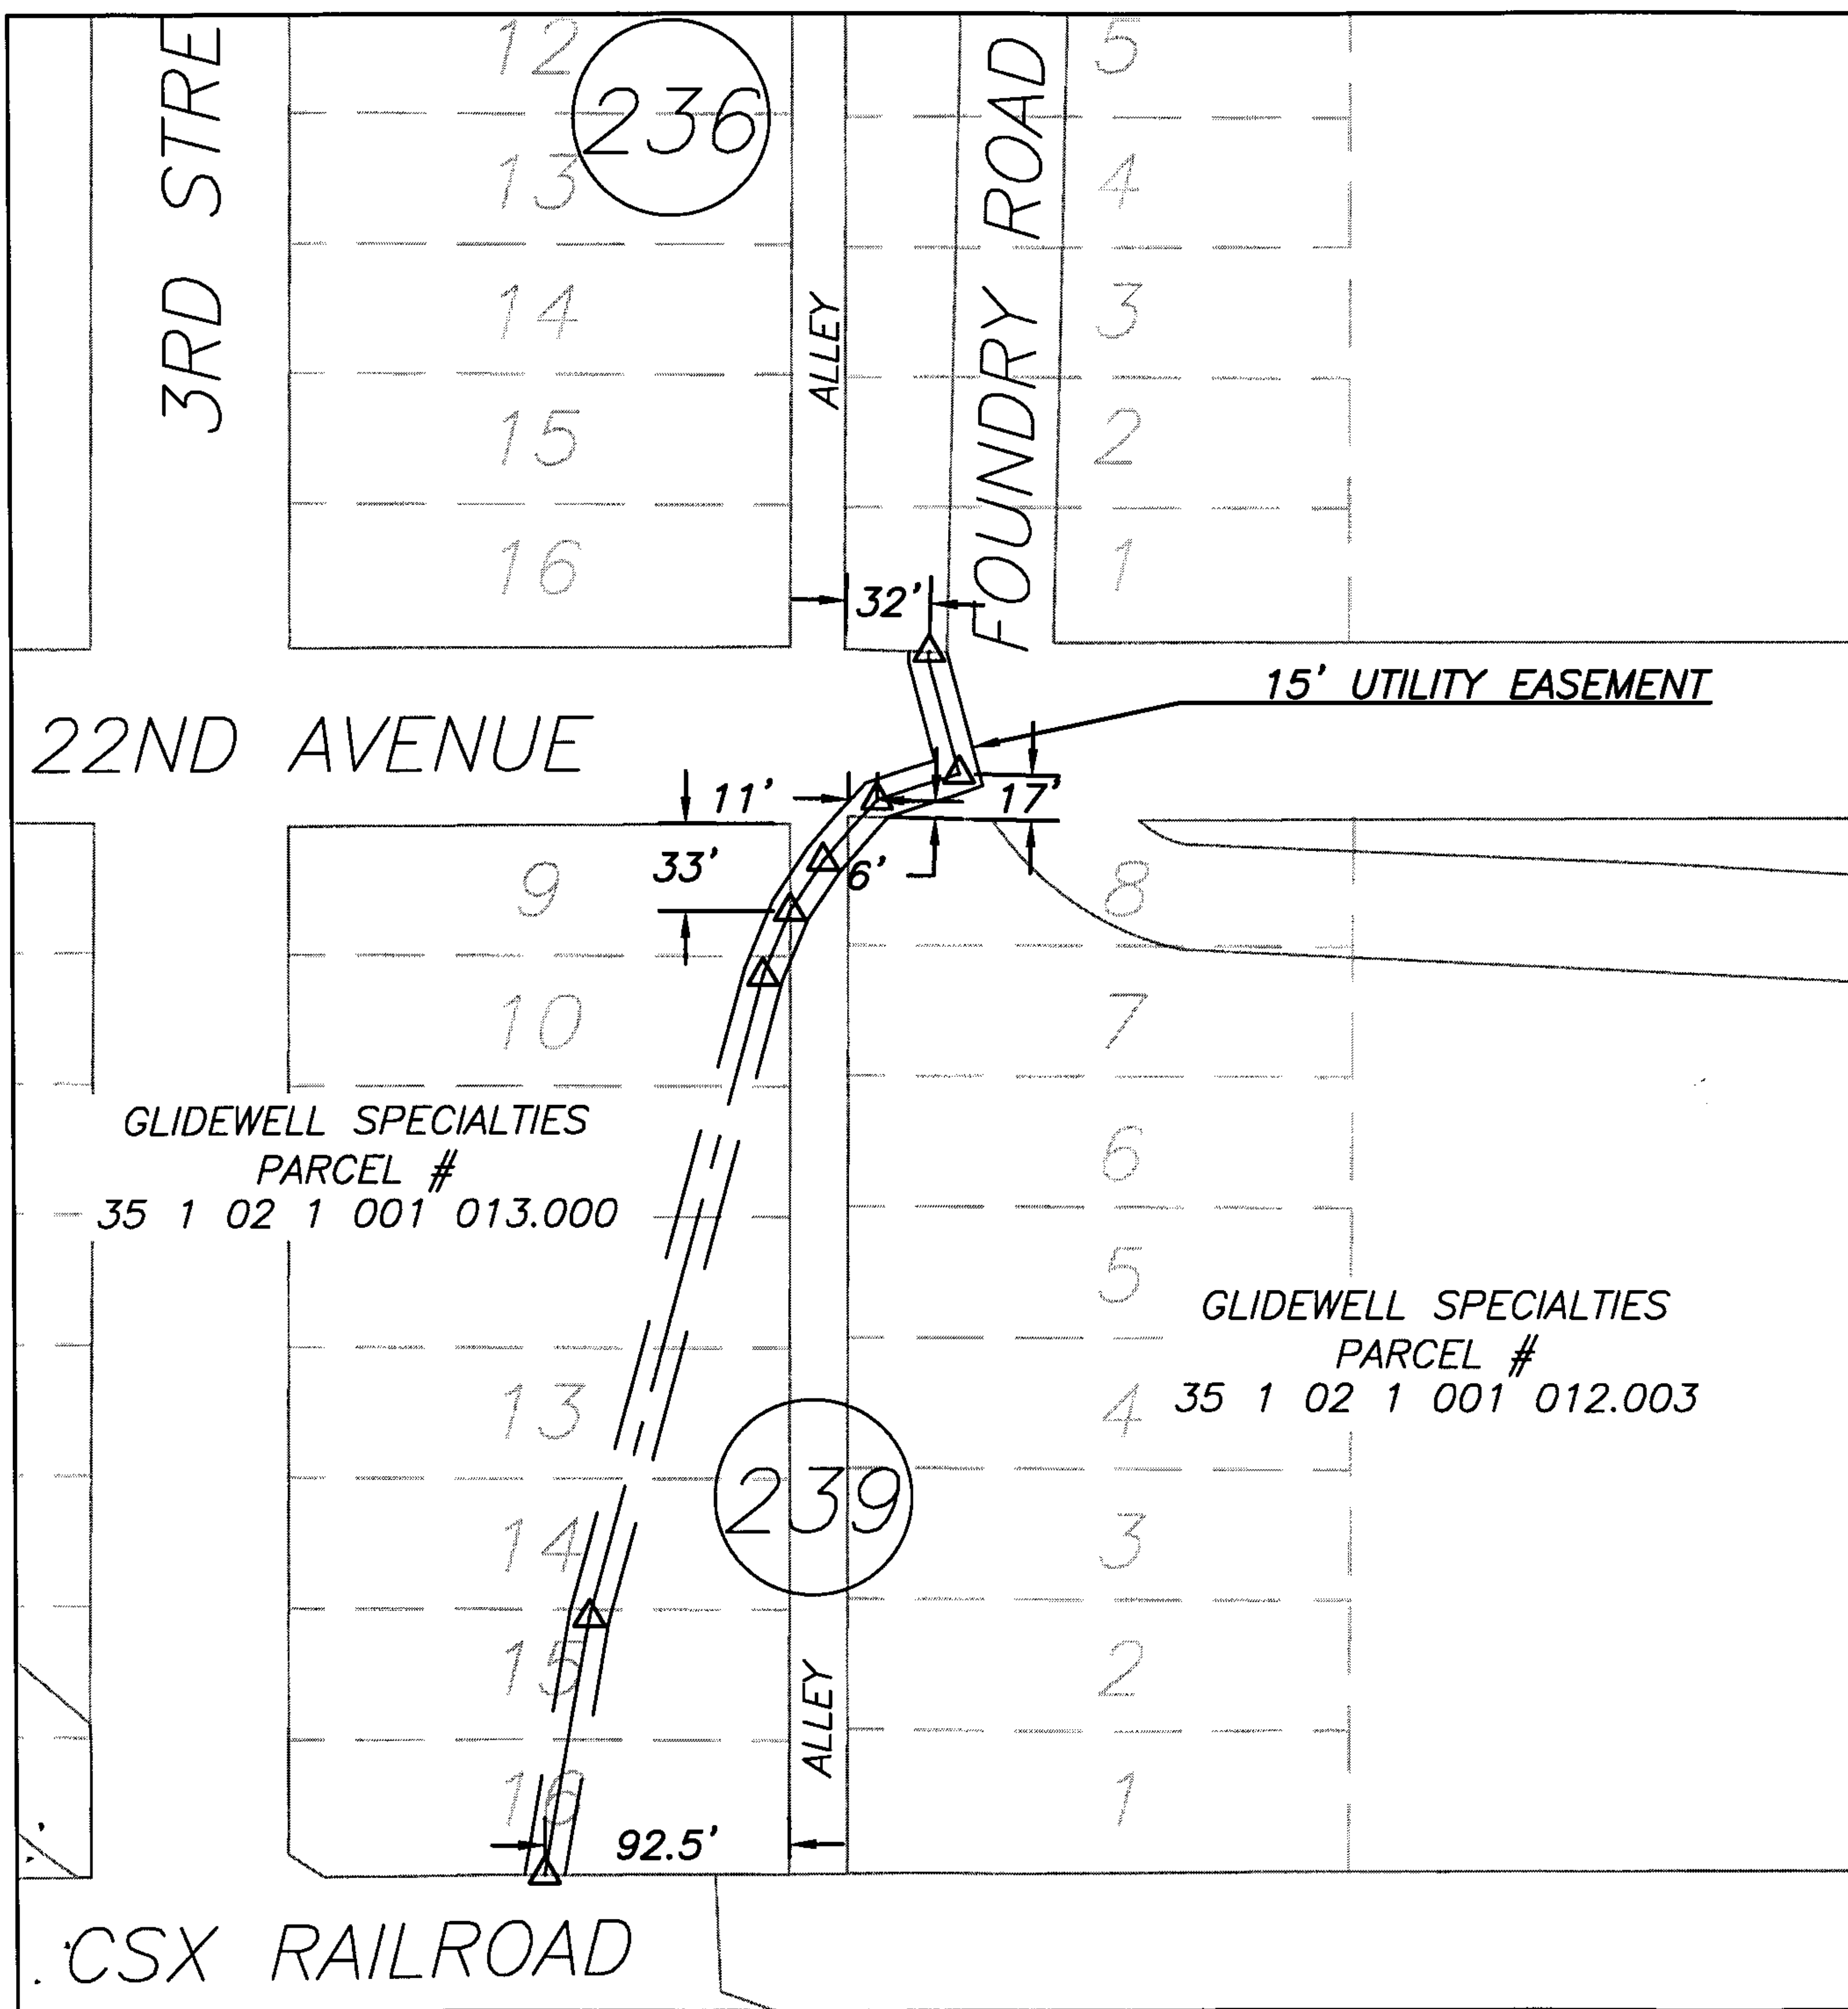 3RD STRE
12
13
14
15
16
236
ALLEY
FOUNDRY ROAD
5
4
3
2
1
32'
22ND AVENUE
15' UTILITY EASEMENT
11'
17'
33'
6'
9
10
8
7
6
5
GLIDEWELL SPECIALTIES
PARCEL #
35 1 02 1 001 013.000
GLIDEWELL SPECIALTIES
PARCEL #
35 1 02 1 001 012.003
13
14
15
16
239
4
3
2
1
ALLEY
92.5'
CSX RAILROAD